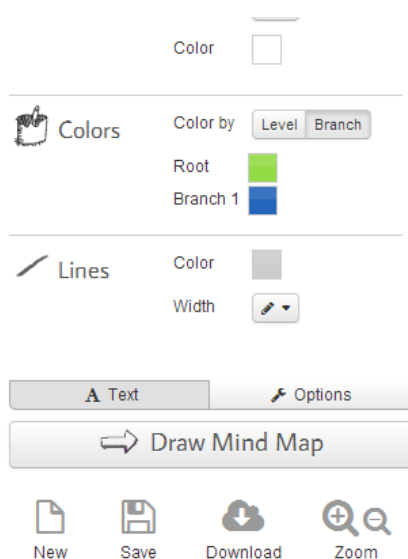 Color
Colors
Color by Level Branch
Root
Branch 1
Lines
Color
Width
A Text Options
Draw Mind Map
New Save Download Zoom